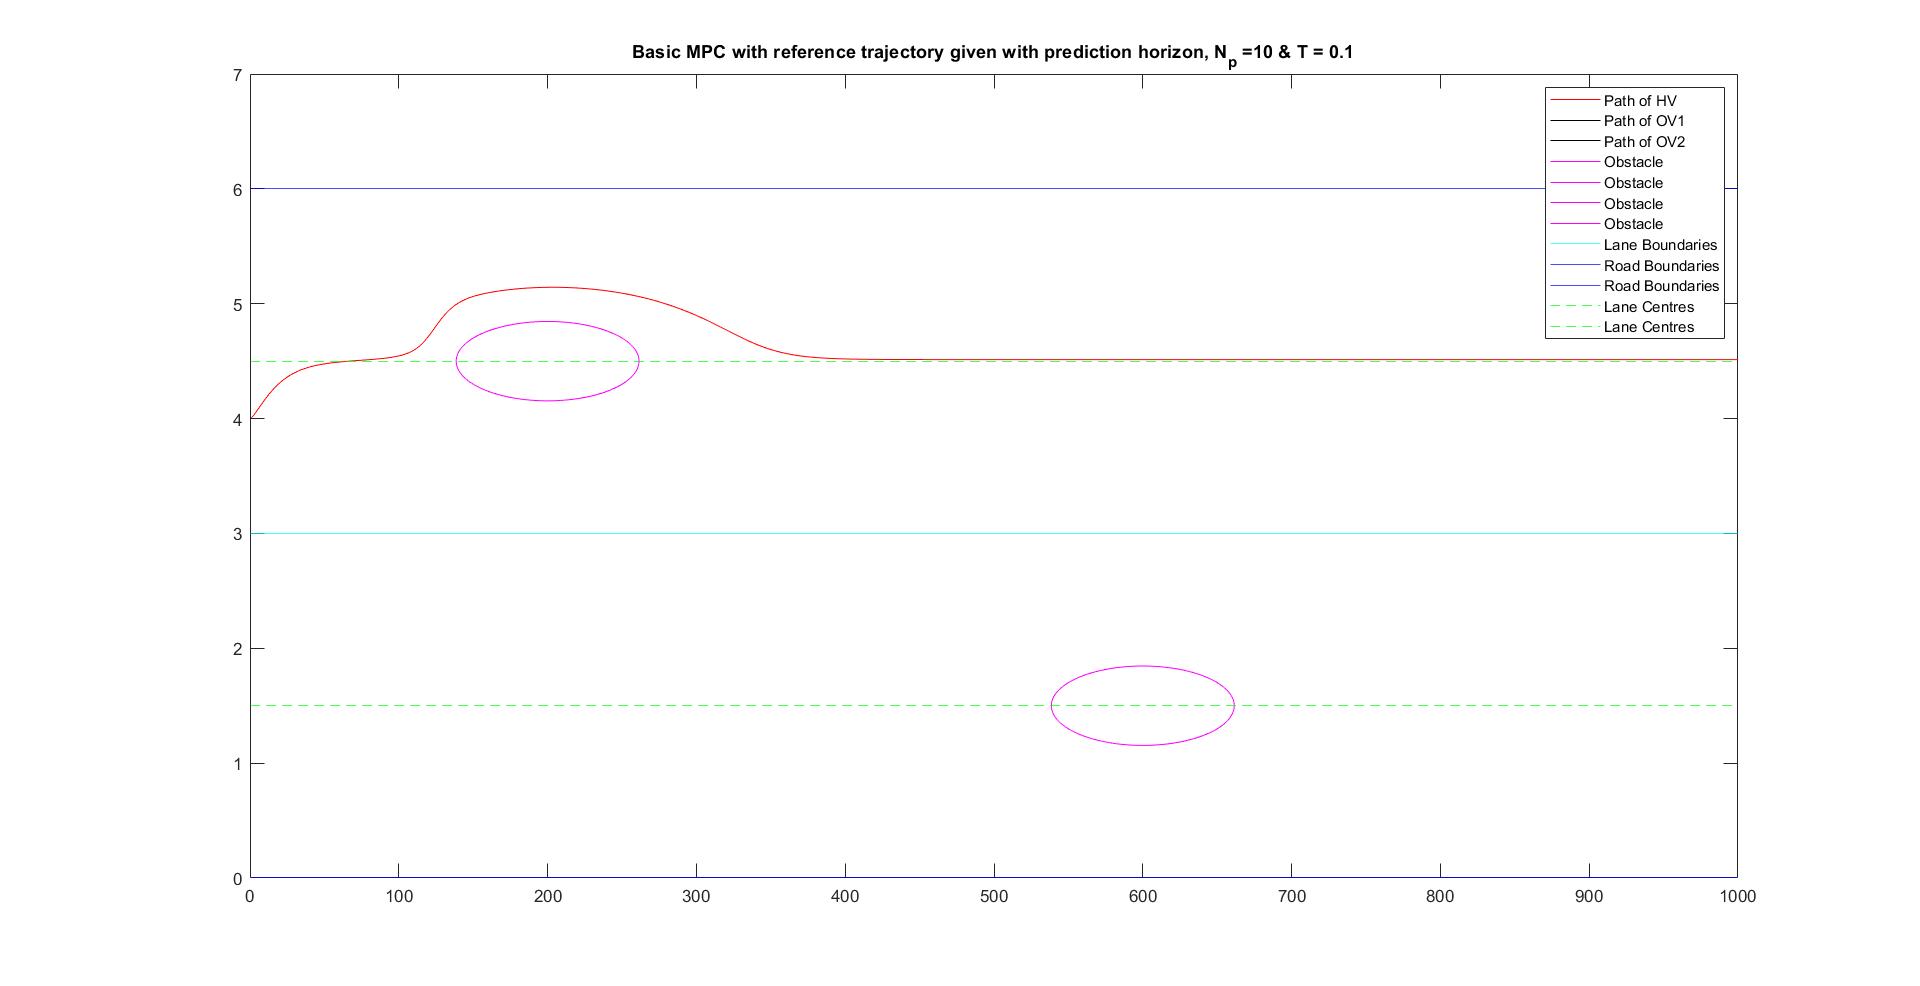 Basic MPC with reference trajectory given with prediction horizon, Np =10 & T = 0.1
7
6
5
4
3
2
1
0
Path of HV
Path of OV1
Path of OV2
Obstacle
Obstacle
Obstacle
Obstacle
Lane Boundaries
Road Boundaries
Road Boundaries
Lane Centres
Lane Centres
0 100 200 300 400 500 600 700 800 900 1000